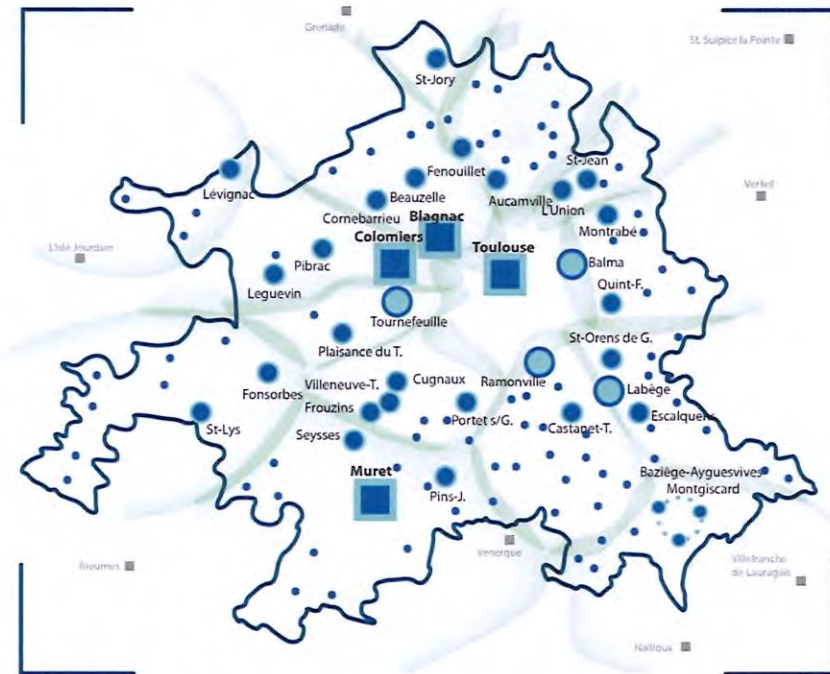 Grenade
St. Sulpice la Pointe
St-Jory
Fenouillet
St-Jean
Lévignac
Beauzelle
Aucamville
L'Union
Verfeil
Cornebarrieu
Blagnac
Montrabé
L'Isle Jourdain
Colomiers
Toulouse
Pibrac
Balma
Leguevin
Quint-F.
Tournefeuille
Plaisance du T.
St-Orens de G.
Fonsorbes
Villeneuve-T.
Cugnaux
Ramonville
Labège
St-Lys
Frouzins
Portet s/G.
Castanet-T.
Escalquens
Seysses
Muret
Pins-J.
Baziège-Ayguesvives
Montgiscard
Venerque
Rieumes
Villefranche
de Lauragais
Nailloux